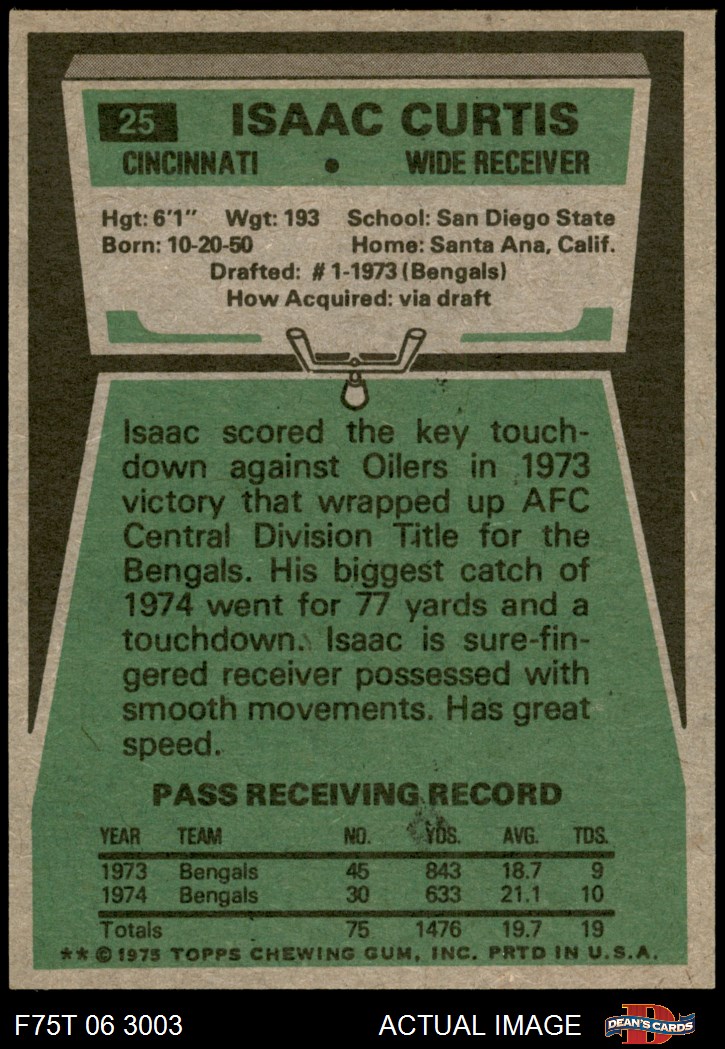 25 ISAAC CURTIS
CINCINNATI • WIDE RECEIVER
Hgt: 6'1" Wgt: 193 School: San Diego State
Born: 10-20-50 Home: Santa Ana, Calif.
Drafted: #1-1973 (Bengals)
How Acquired: via draft
Isaac scored the key touch-
down against Oilers in 1973
victory that wrapped up AFC
Central Division Title for the
Bengals. His biggest catch of
1974 went for 77 yards and a
touchdown. Isaac is sure-fin-
gered receiver possessed with
smooth movements. Has great
speed.
PASS RECEIVING RECORD
YEAR TEAM NO. YDS. AVG. TDS.
1973 Bengals 45 843 18.7 9
1974 Bengals 30 633 21.1 10
Totals 75 1476 19.7 19
** © 1975 TOPPS CHEWING GUM, INC. PRTD IN U.S.A.
F75T 06 3003 ACTUAL IMAGE DEAN'S CARDS